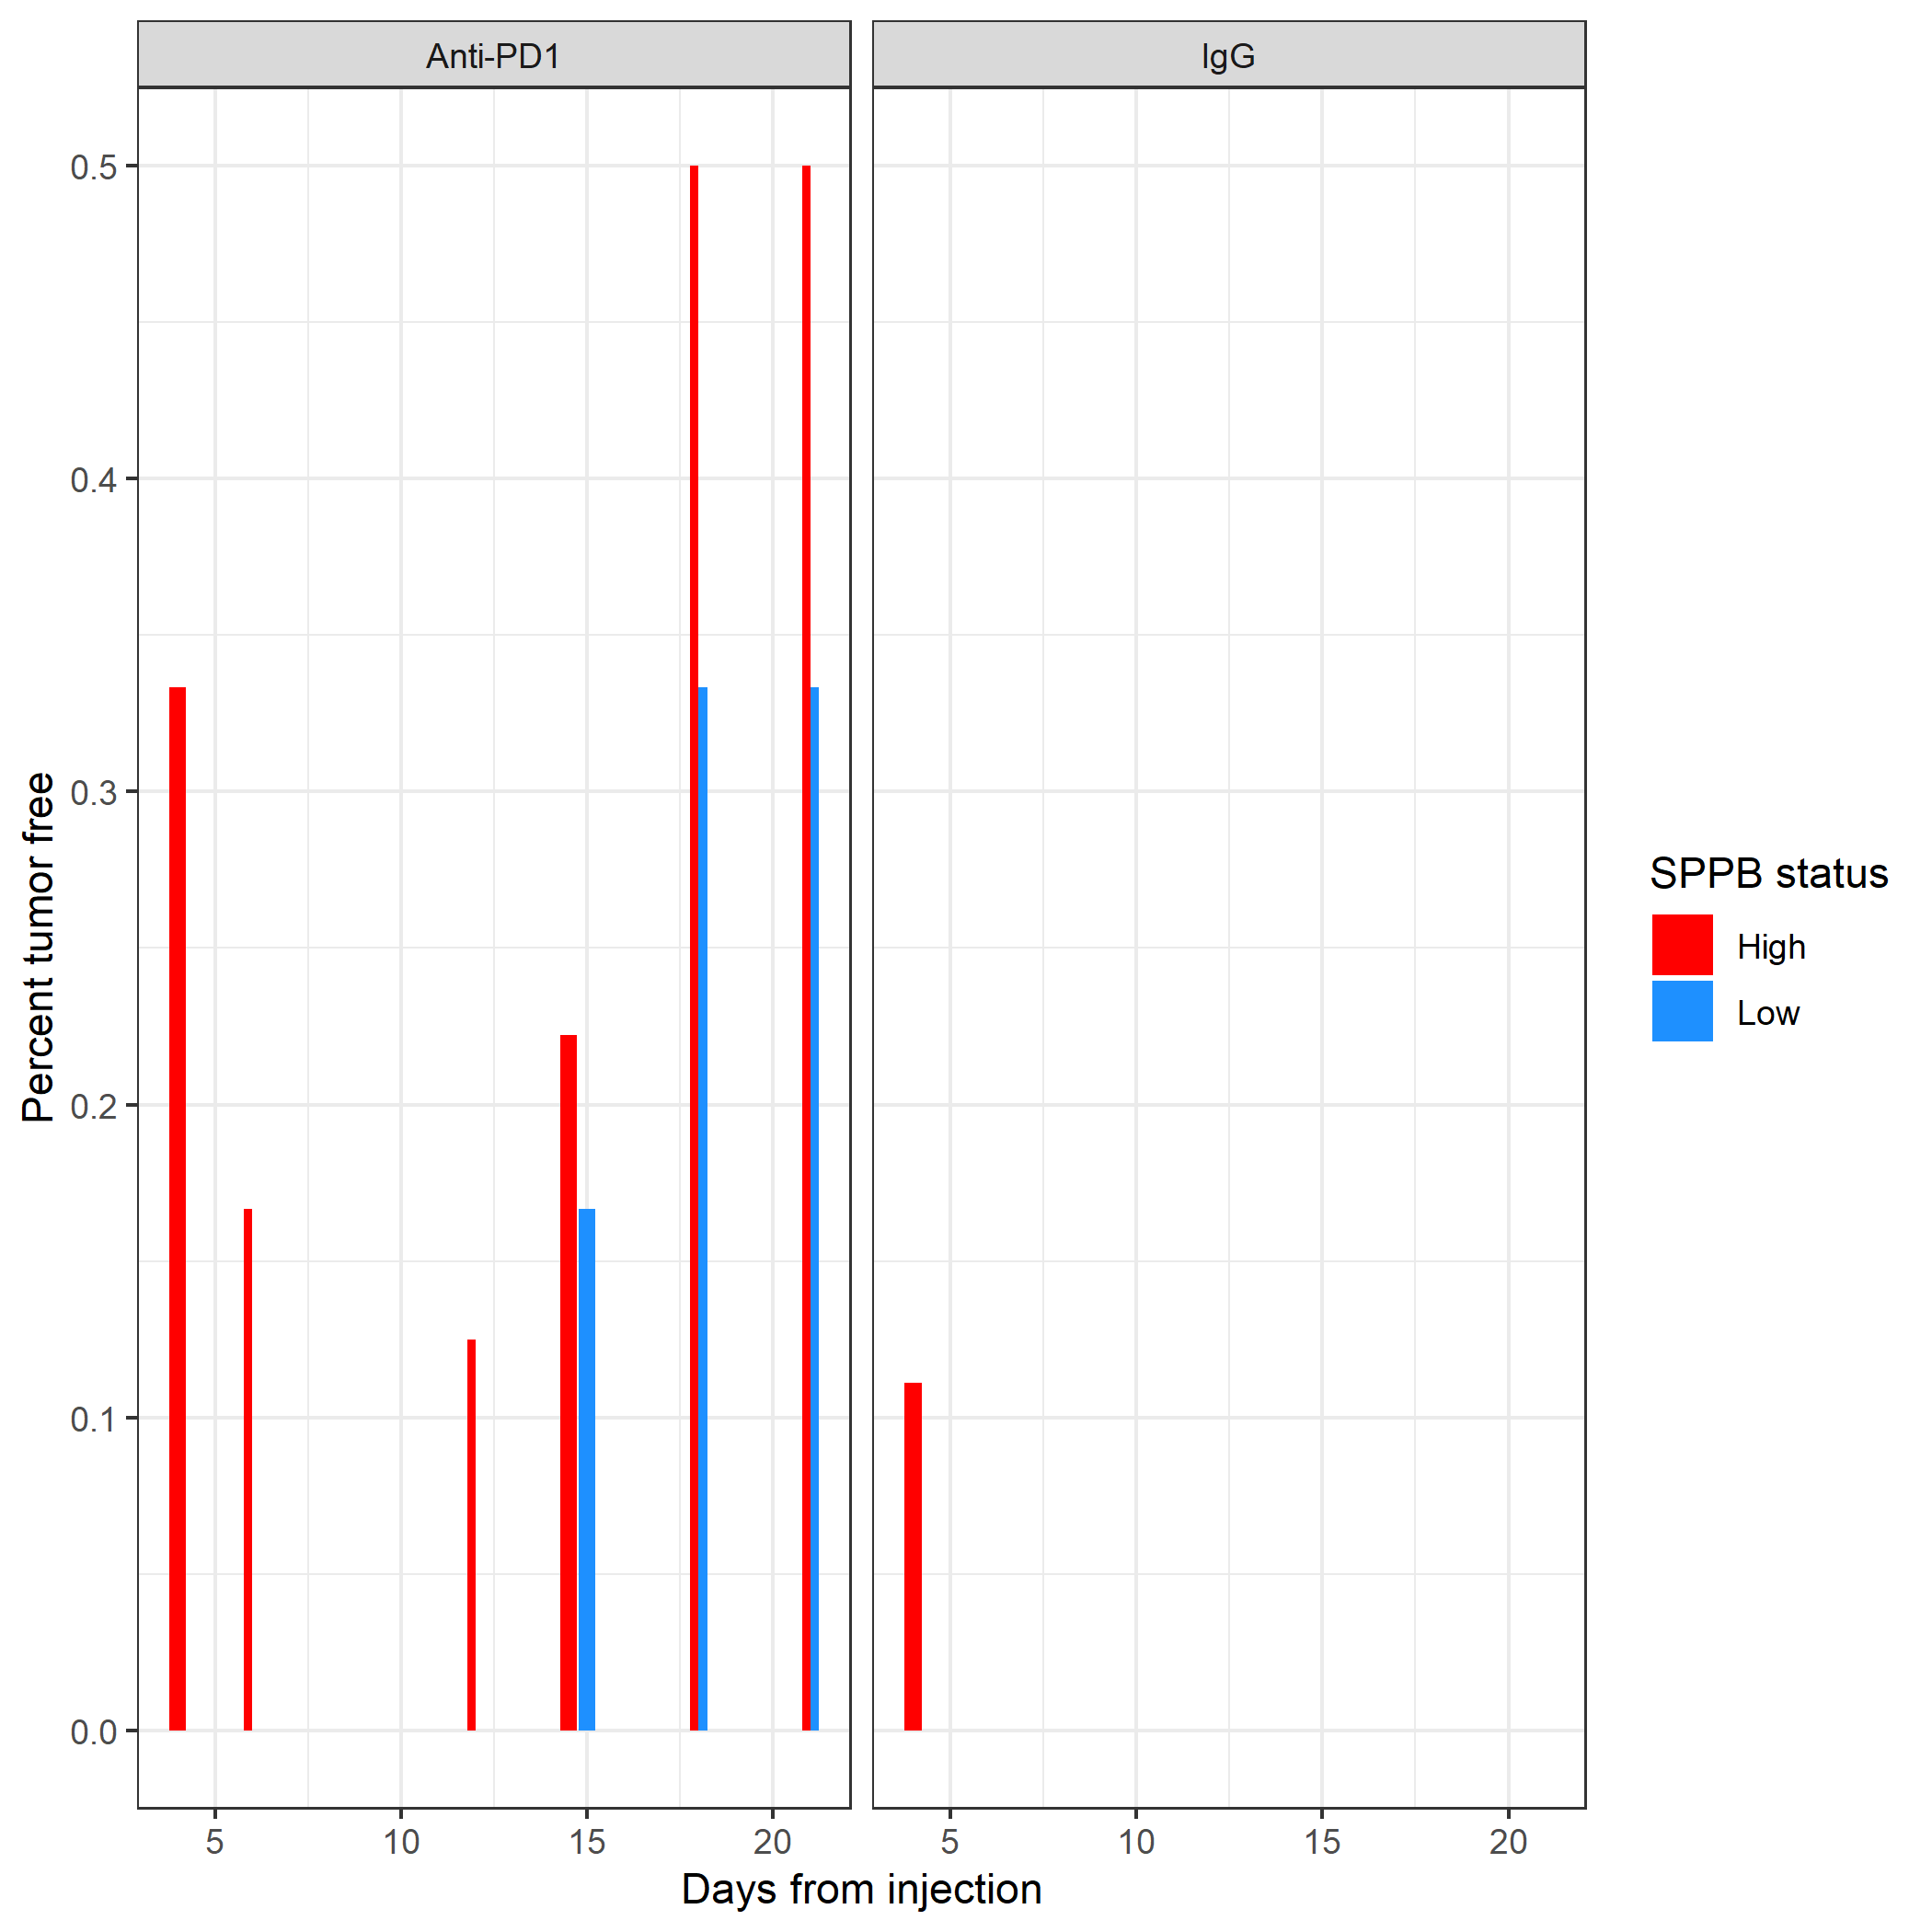 Anti-PD1
IgG
0.5
0.4
0.3
0.2
0.1
0.0
Percent tumor free
5 10 15 20
5 10 15 20
Days from injection
SPPB status
High
Low